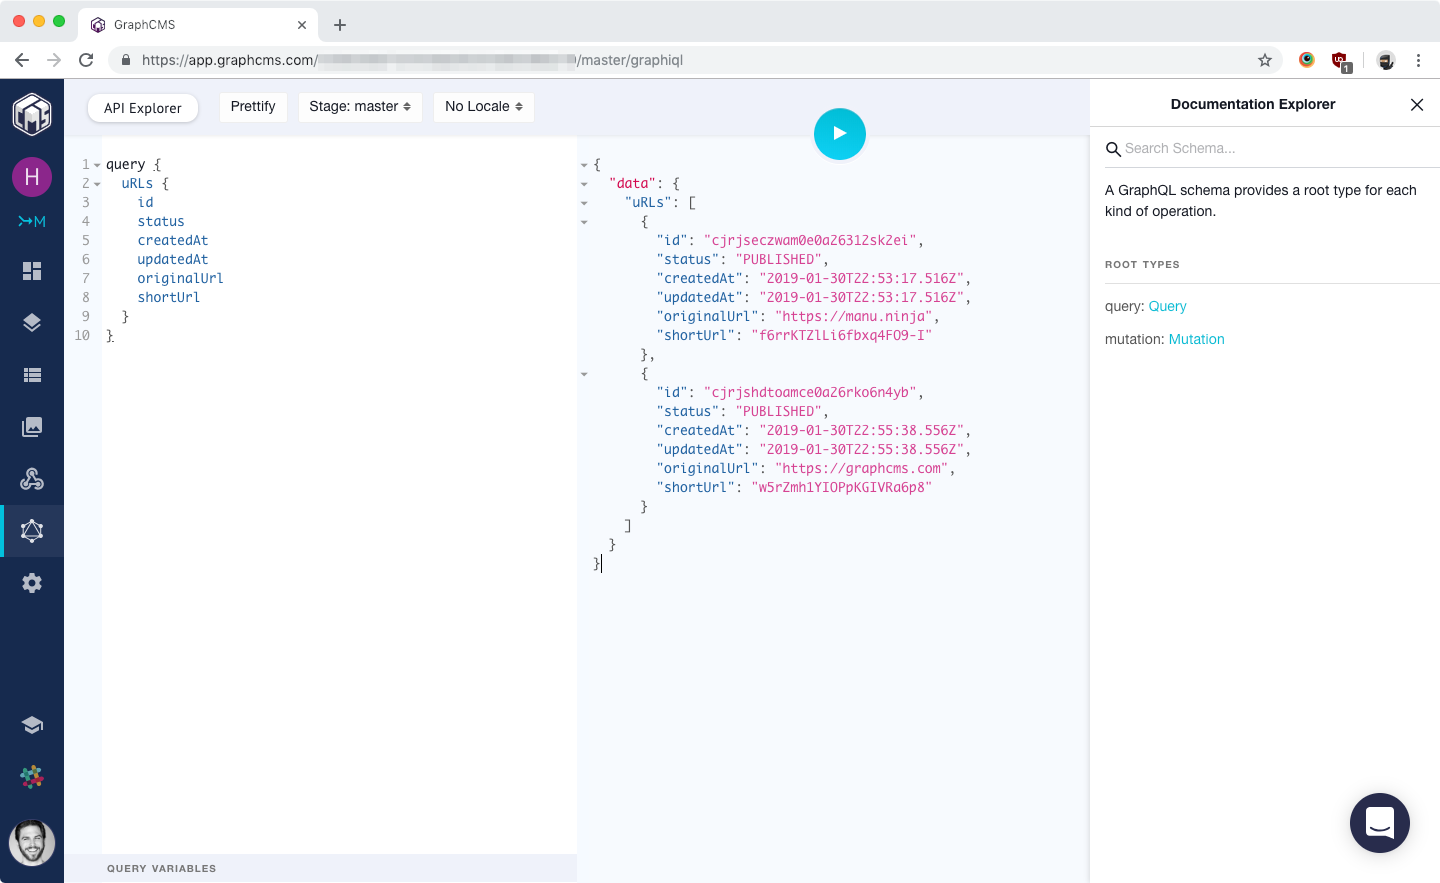 GraphCMS
https://app.graphcms.com/ /master/graphiql
1
API Explorer
Prettify
Stage: master
No Locale
Documentation Explorer
Search Schema...
A GraphQL schema provides a root type for each
kind of operation.
ROOT TYPES
query: Query
mutation: Mutation
H
M
1 query {
2 uRLs {
3 id
4 status
5 createdAt
6 updatedAt
7 originalUrl
8 shortUrl
9 }
10 }
{
"data": {
"uRLs": [
{
"id": "cjrjseczwam0e0a26312sk2ei",
"status": "PUBLISHED",
"createdAt": "2019-01-30T22:53:17.516Z",
"updatedAt": "2019-01-30T22:53:17.516Z",
"originalUrl": "https://manu.ninja",
"shortUrl": "f6rrKTZlLi6fbxq4FO9-I"
},
{
"id": "cjrjshdtoamce0a26rko6n4yb",
"status": "PUBLISHED",
"createdAt": "2019-01-30T22:55:38.556Z",
"updatedAt": "2019-01-30T22:55:38.556Z",
"originalUrl": "https://graphcms.com",
"shortUrl": "w5rZmh1YIOPpKGIVRa6p8"
}
]
}
}
QUERY VARIABLES